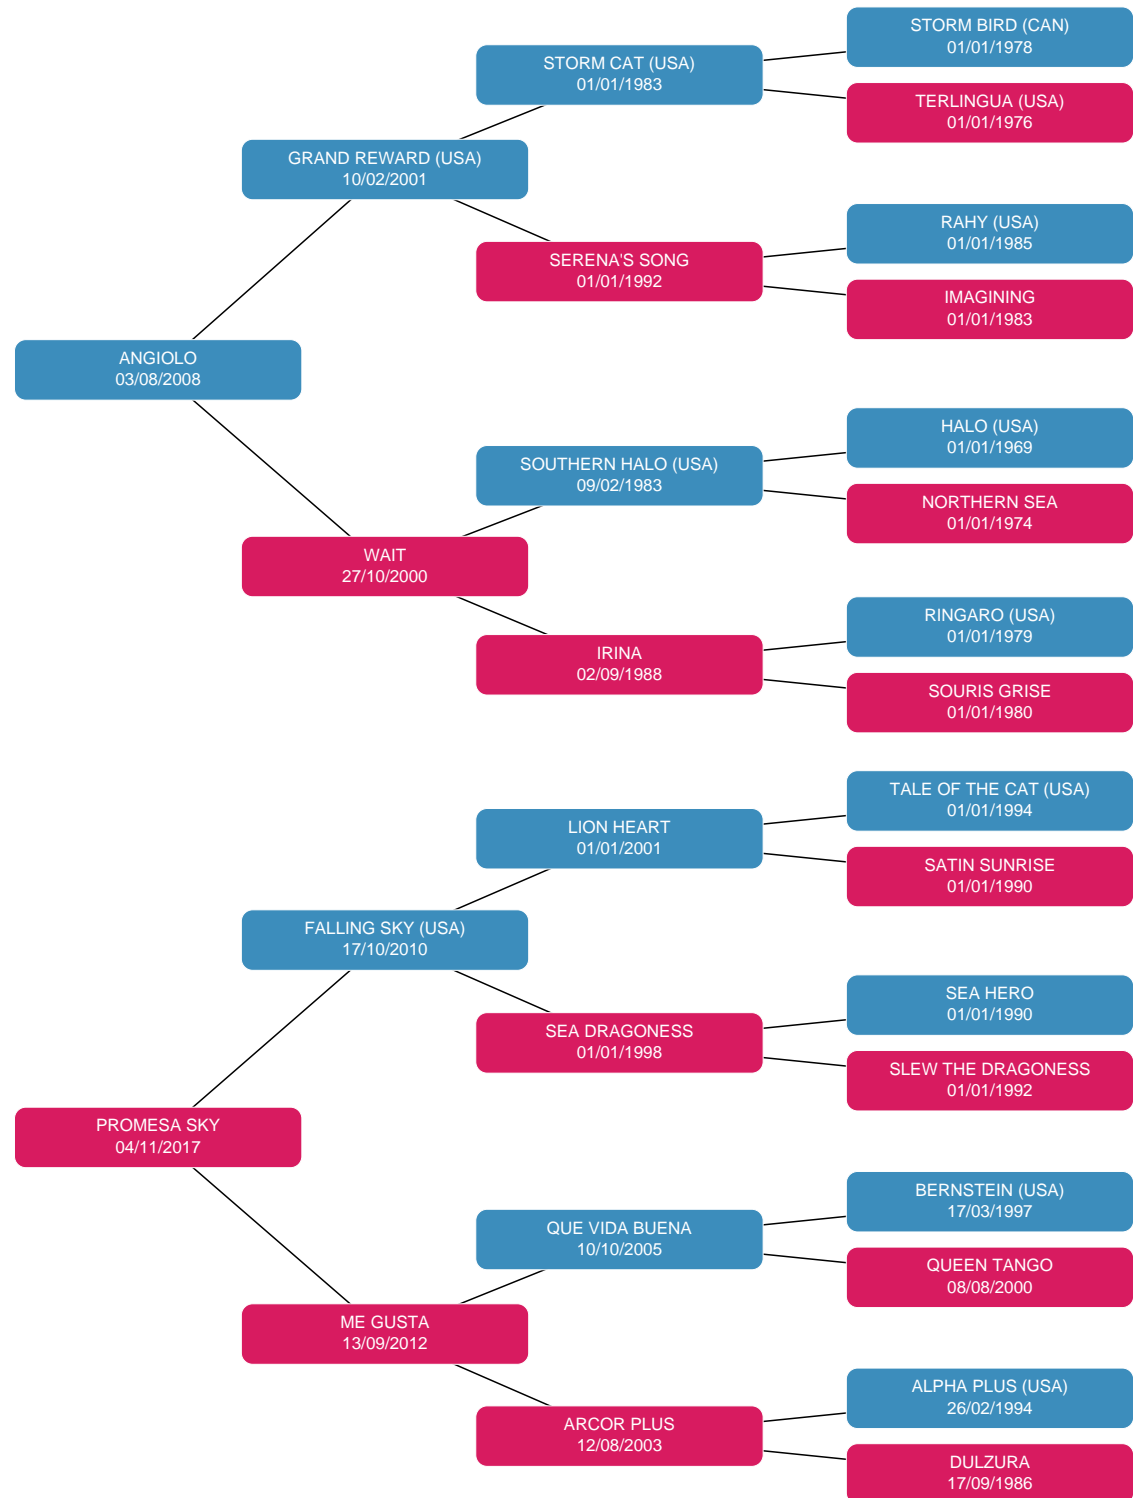 STORM BIRD (CAN)
01/01/1978
STORM CAT (USA)
01/01/1983
TERLINGUA (USA)
01/01/1976
GRAND REWARD (USA)
10/02/2001
RAHY (USA)
01/01/1985
SERENA'S SONG
01/01/1992
IMAGINING
01/01/1983
ANGIOLO
03/08/2008
HALO (USA)
01/01/1969
SOUTHERN HALO (USA)
09/02/1983
NORTHERN SEA
01/01/1974
WAIT
27/10/2000
RINGARO (USA)
01/01/1979
IRINA
02/09/1988
SOURIS GRISE
01/01/1980
TALE OF THE CAT (USA)
01/01/1994
LION HEART
01/01/2001
SATIN SUNRISE
01/01/1990
FALLING SKY (USA)
17/10/2010
SEA HERO
01/01/1990
SEA DRAGONESS
01/01/1998
SLEW THE DRAGONESS
01/01/1992
PROMESA SKY
04/11/2017
BERNSTEIN (USA)
17/03/1997
QUE VIDA BUENA
10/10/2005
QUEEN TANGO
08/08/2000
ME GUSTA
13/09/2012
ALPHA PLUS (USA)
26/02/1994
ARCOR PLUS
12/08/2003
DULZURA
17/09/1986